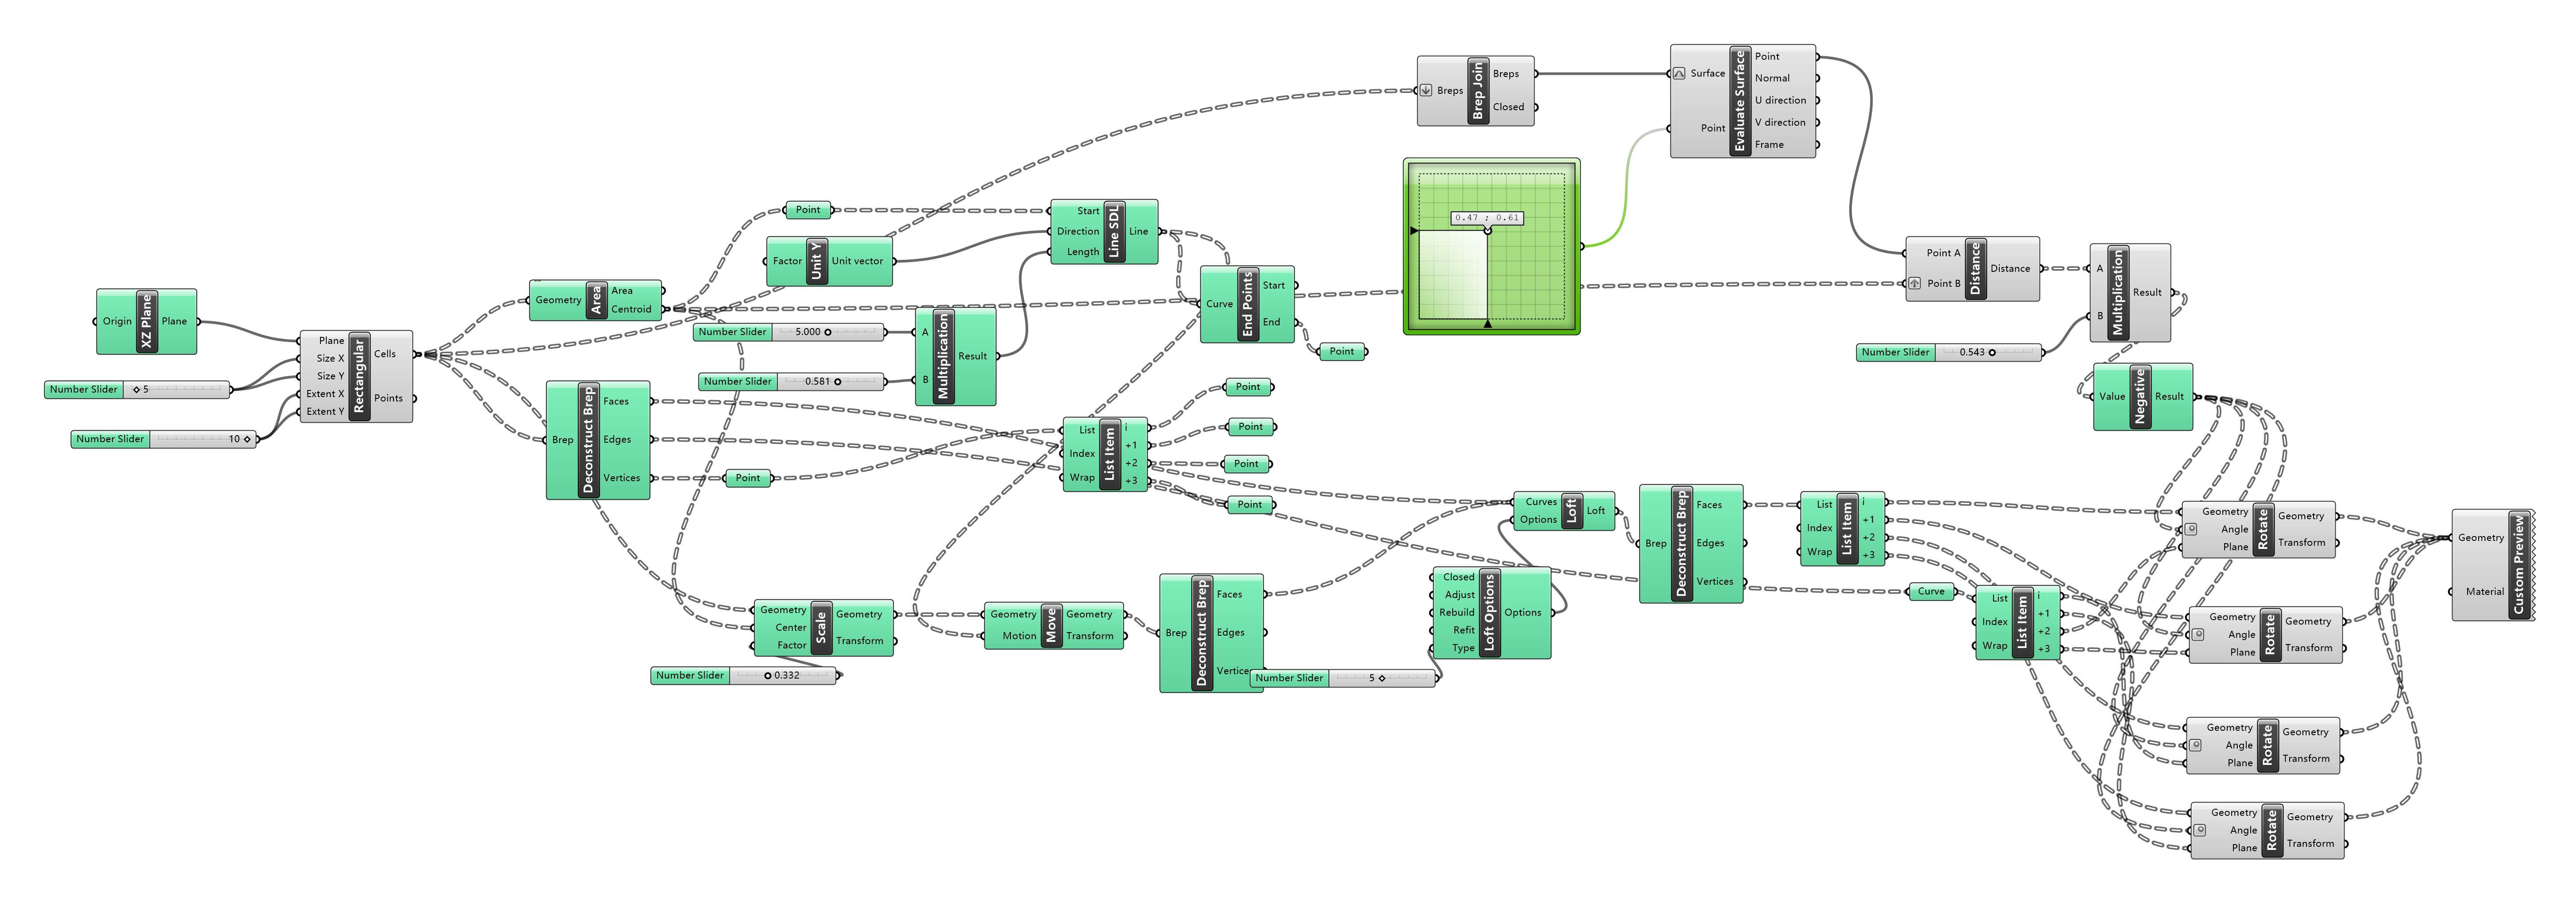 Origin
XZ Plane
Plane
Number Slider
5
Number Slider
10
Plane
Size X
Size Y
Extent X
Extent Y
Rectangular
Cells
Points
Geometry
Area
Area
Centroid
Brep
Deconstruct Brep
Faces
Edges
Vertices
Point
Point
Factor
Unit Y
Unit vector
Number Slider
5.000
Number Slider
0.581
A
B
Multiplication
Result
Start
Direction
Length
Line SDL
Line
Curve
End Points
Start
End
Point
List
Index
Wrap
List Item
i
+1
+2
+3
Point
Point
Point
Point
Geometry
Center
Factor
Scale
Geometry
Transform
Number Slider
0.332
Geometry
Motion
Move
Geometry
Transform
Brep
Deconstruct Brep
Faces
Edges
Vertice
Number Slider
5
Closed
Adjust
Rebuild
Refit
Type
Loft Options
Options
Curves
Options
Loft
Loft
Breps
Brep Join
Breps
Closed
0.47 ; 0.61
Surface
Point
Evaluate Surface
Point
Normal
U direction
V direction
Frame
Brep
Deconstruct Brep
Faces
Edges
Vertices
List
Index
Wrap
List Item
i
+1
+2
+3
Curve
List
Index
Wrap
List Item
i
+1
+2
+3
Point A
Point B
Distance
Distance
Number Slider
0.543
A
B
Multiplication
Result
Value
Negative
Result
Geometry
Angle
Plane
Rotate
Geometry
Transform
Geometry
Angle
Plane
Rotate
Geometry
Transform
Geometry
Angle
Plane
Rotate
Geometry
Transform
Geometry
Angle
Plane
Rotate
Geometry
Transform
Geometry
Material
Custom Preview